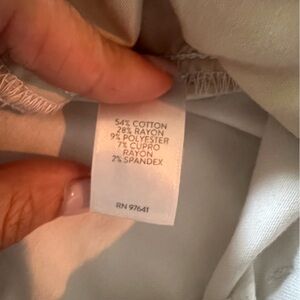 54% COTTON
28% RAYON
9% POLYESTER
7% CUPRO
RAYON
2% SPANDEX
RN 97641